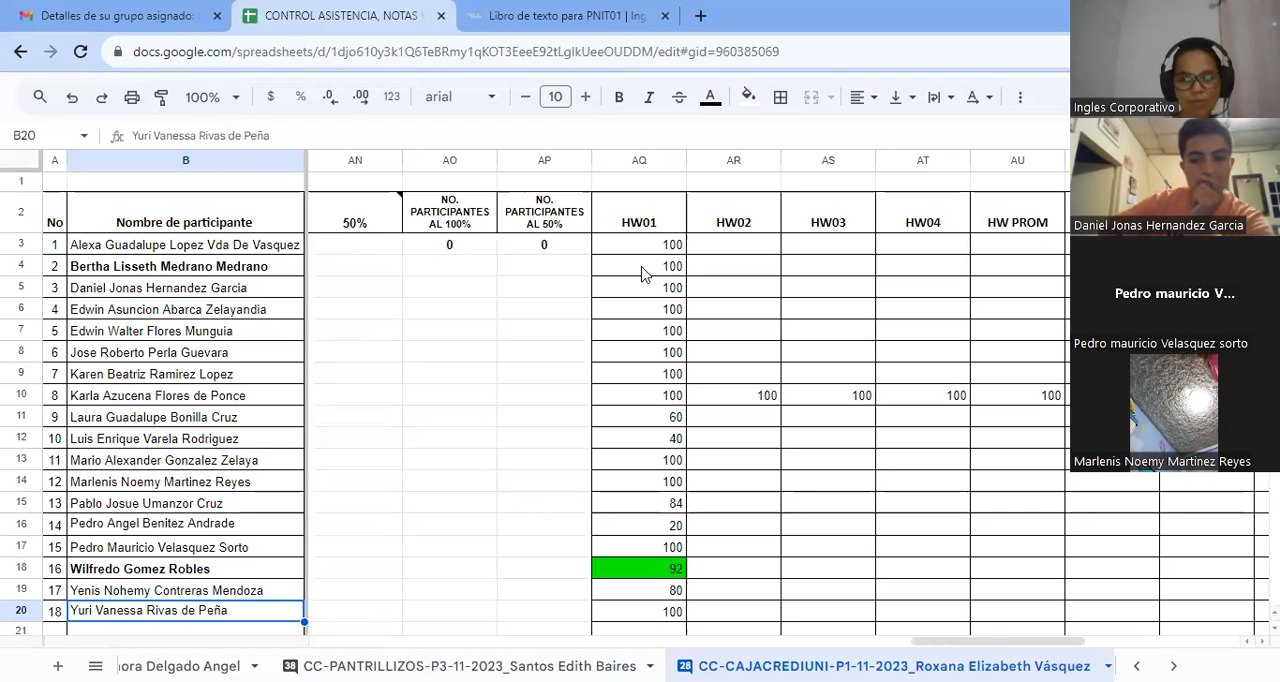 Detalles de su grupo asignado:
CONTROL ASISTENCIA, NOTAS Y
Libro de texto para PNIT01 | Ing
docs.google.com/spreadsheets/d/1djo610y3k1Q6TeBRmy1qKOT3EeeE92tLglkUeeOUDDM/edit#gid=960385069
100% $ % .0 .00 123 arial 10 B I A
B20 fx Yuri Vanessa Rivas de Peña
A B AN AO AP AQ AR AS AT AU
1
2 No Nombre de participante 50% NO. PARTICIPANTES AL 100% NO. PARTICIPANTES AL 50% HW01 HW02 HW03 HW04 HW PROM
3 1 Alexa Guadalupe Lopez Vda De Vasquez 0 0 100
4 2 Bertha Lisseth Medrano Medrano 100
5 3 Daniel Jonas Hernandez Garcia 100
6 4 Edwin Asuncion Abarca Zelayandia 100
7 5 Edwin Walter Flores Munguia 100
8 6 Jose Roberto Perla Guevara 100
9 7 Karen Beatriz Ramirez Lopez 100
10 8 Karla Azucena Flores de Ponce 100 100 100 100 100
11 9 Laura Guadalupe Bonilla Cruz 60
12 10 Luis Enrique Varela Rodriguez 40
13 11 Mario Alexander Gonzalez Zelaya 100
14 12 Marlenis Noemy Martinez Reyes 100
15 13 Pablo Josue Umanzor Cruz 84
16 14 Pedro Angel Benitez Andrade 20
17 15 Pedro Mauricio Velasquez Sorto 100
18 16 Wilfredo Gomez Robles 92
19 17 Yenis Nohemy Contreras Mendoza 80
20 18 Yuri Vanessa Rivas de Peña 100
21
ora Delgado Angel
38 CC-PANTRILLIZOS-P3-11-2023_Santos Edith Baires
28 CC-CAJACREDIUNI-P1-11-2023_Roxana Elizabeth Vásquez
Ingles Corporativo
Daniel Jonas Hernandez Garcia
Pedro mauricio V...
Pedro mauricio Velasquez sorto
Marlenis Noemy Martinez Reyes